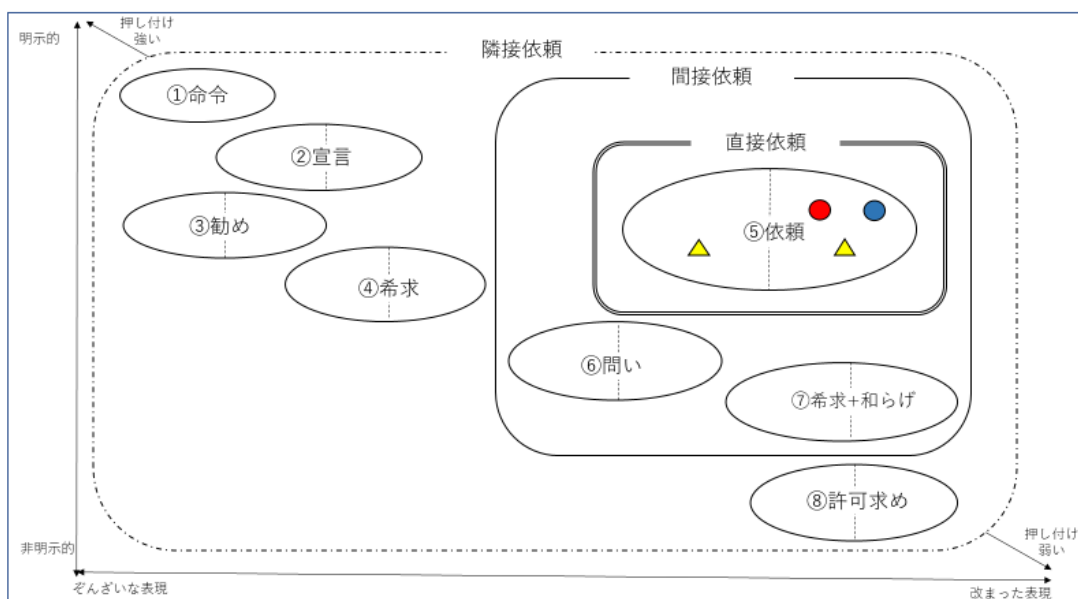 押し付け
強い
明示的
隣接依頼
間接依頼
①命令
直接依頼
②宣言
③勧め
⑤依頼
④希求
⑥問い
⑦希求+和らげ
⑧許可求め
押し付け
弱い
非明示的
ぞんざいな表現
改まった表現